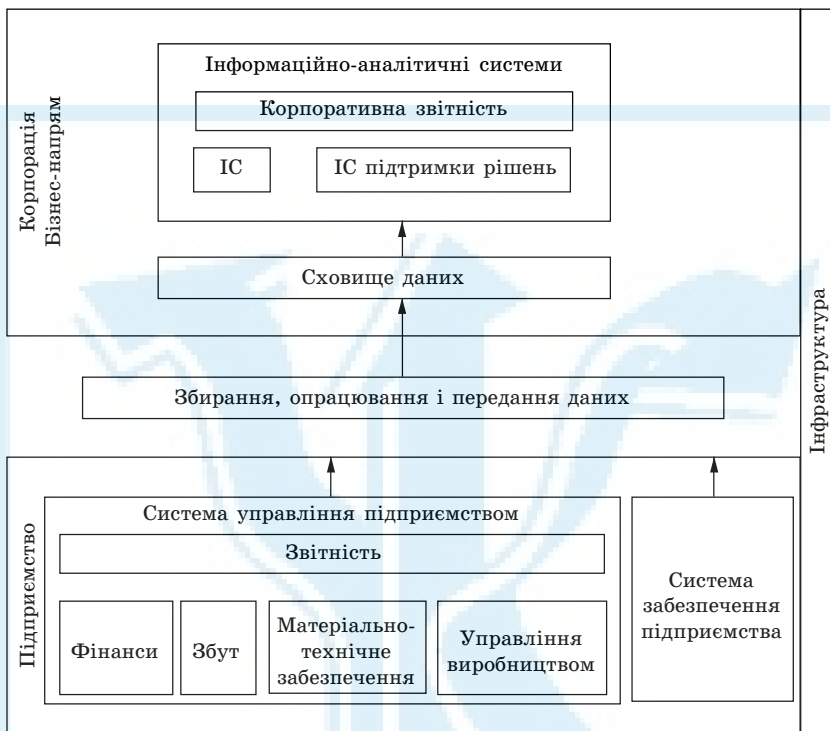 Інформаційно-аналітичні системи
Корпоративна звітність
ІС
ІС підтримки рішень
Корпорація
Бізнес-напрям
Сховище даних
Інфраструктура
Збирання, опрацювання і передання даних
Підприємство
Система управління підприємством
Звітність
Фінанси
Збут
Матеріально-
технічне
забезпечення
Управління
виробництвом
Система
забезпечення
підприємства